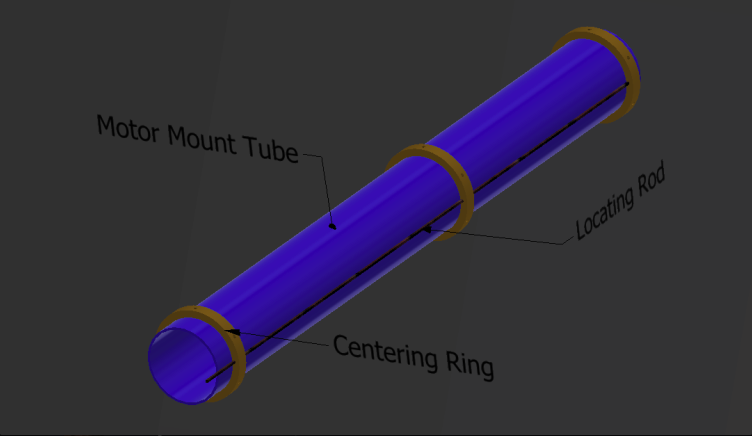 Motor Mount Tube
Locating Rod
Centering Ring